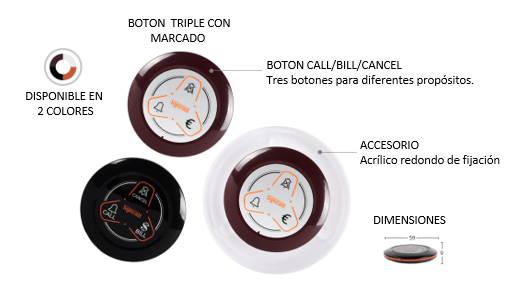 BOTON TRIPLE CON
MARCADO
BOTON CALL/BILL/CANCEL
Tres botones para diferentes propósitos.
DISPONIBLE EN
2 COLORES
€
ACCESORIO
Acrílico redondo de fijación
CANCEL
CALL
$
BILL
€
DIMENSIONES
59
9